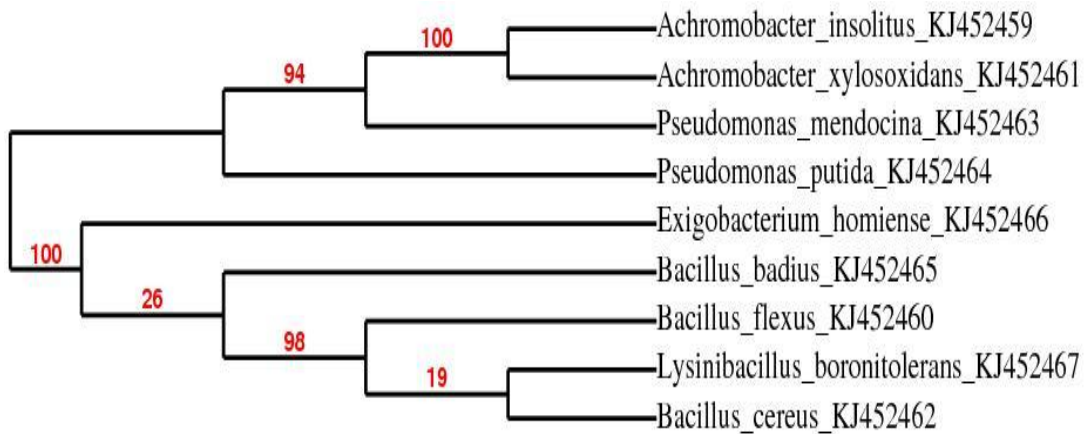 100
Achromobacter_insolitus_KJ452459
94
Achromobacter_xylosoxidans_KJ452461
Pseudomonas_mendocina_KJ452463
Pseudomonas_putida_KJ452464
Exigobacterium_homiense_KJ452466
100
Bacillus_badius_KJ452465
26
Bacillus_flexus_KJ452460
98
Lysinibacillus_boronitolerans_KJ452467
19
Bacillus_cereus_KJ452462